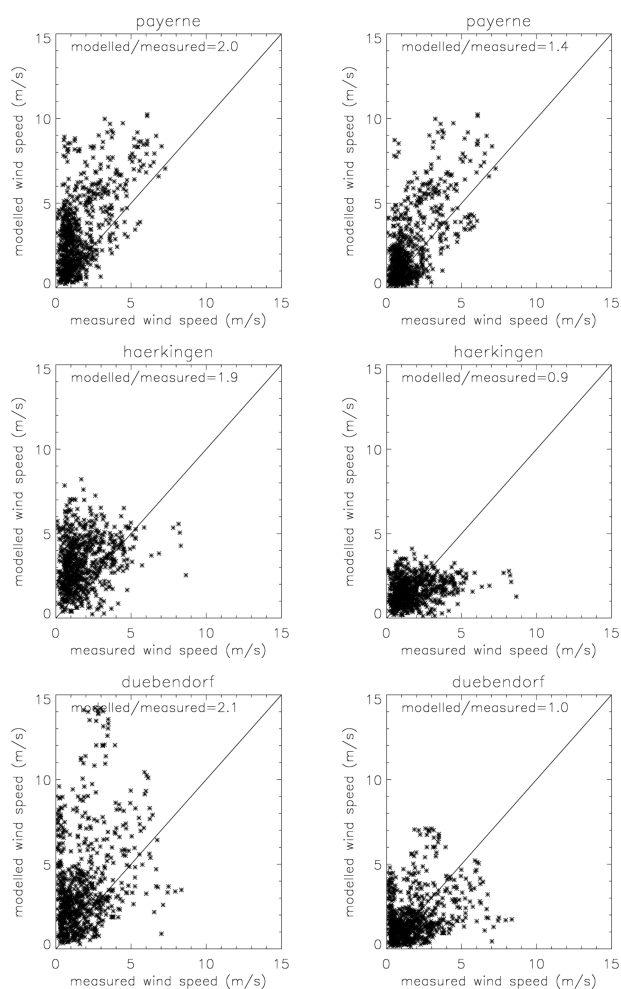 payerne
modelled/measured=2.0
15
10
5
0
modelled wind speed (m/s)
0 5 10 15
measured wind speed (m/s)
payerne
modelled/measured=1.4
15
10
5
0
modelled wind speed (m/s)
0 5 10 15
measured wind speed (m/s)
haerkingen
modelled/measured=1.9
15
10
5
0
modelled wind speed (m/s)
0 5 10 15
measured wind speed (m/s)
haerkingen
modelled/measured=0.9
15
10
5
0
modelled wind speed (m/s)
0 5 10 15
measured wind speed (m/s)
duebendorf
modelled/measured=2.1
15
10
5
0
modelled wind speed (m/s)
0 5 10 15
measured wind speed (m/s)
duebendorf
modelled/measured=1.0
15
10
5
0
modelled wind speed (m/s)
0 5 10 15
measured wind speed (m/s)